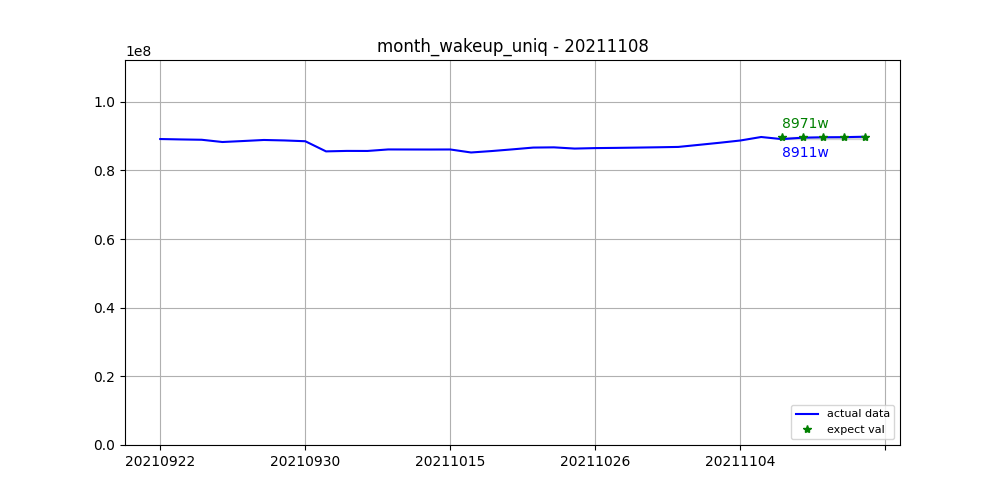 month_wakeup_uniq - 20211108
1e8
1.0
0.8
0.6
0.4
0.2
0.0
8971w
8911w
actual data
expect val
20210922 20210930 20211015 20211026 20211104